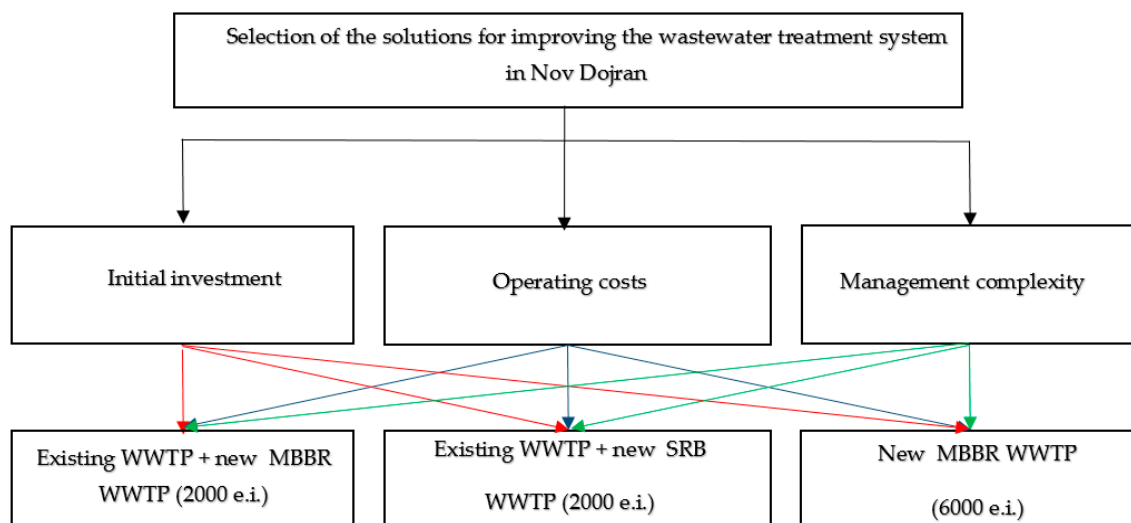 Selection of the solutions for improving the wastewater treatment system
in Nov Dojran
Initial investment
Operating costs
Management complexity
Existing WWTP + new MBBR
WWTP (2000 e.i.)
Existing WWTP + new SRB
WWTP (2000 e.i.)
New MBBR WWTP
(6000 e.i.)